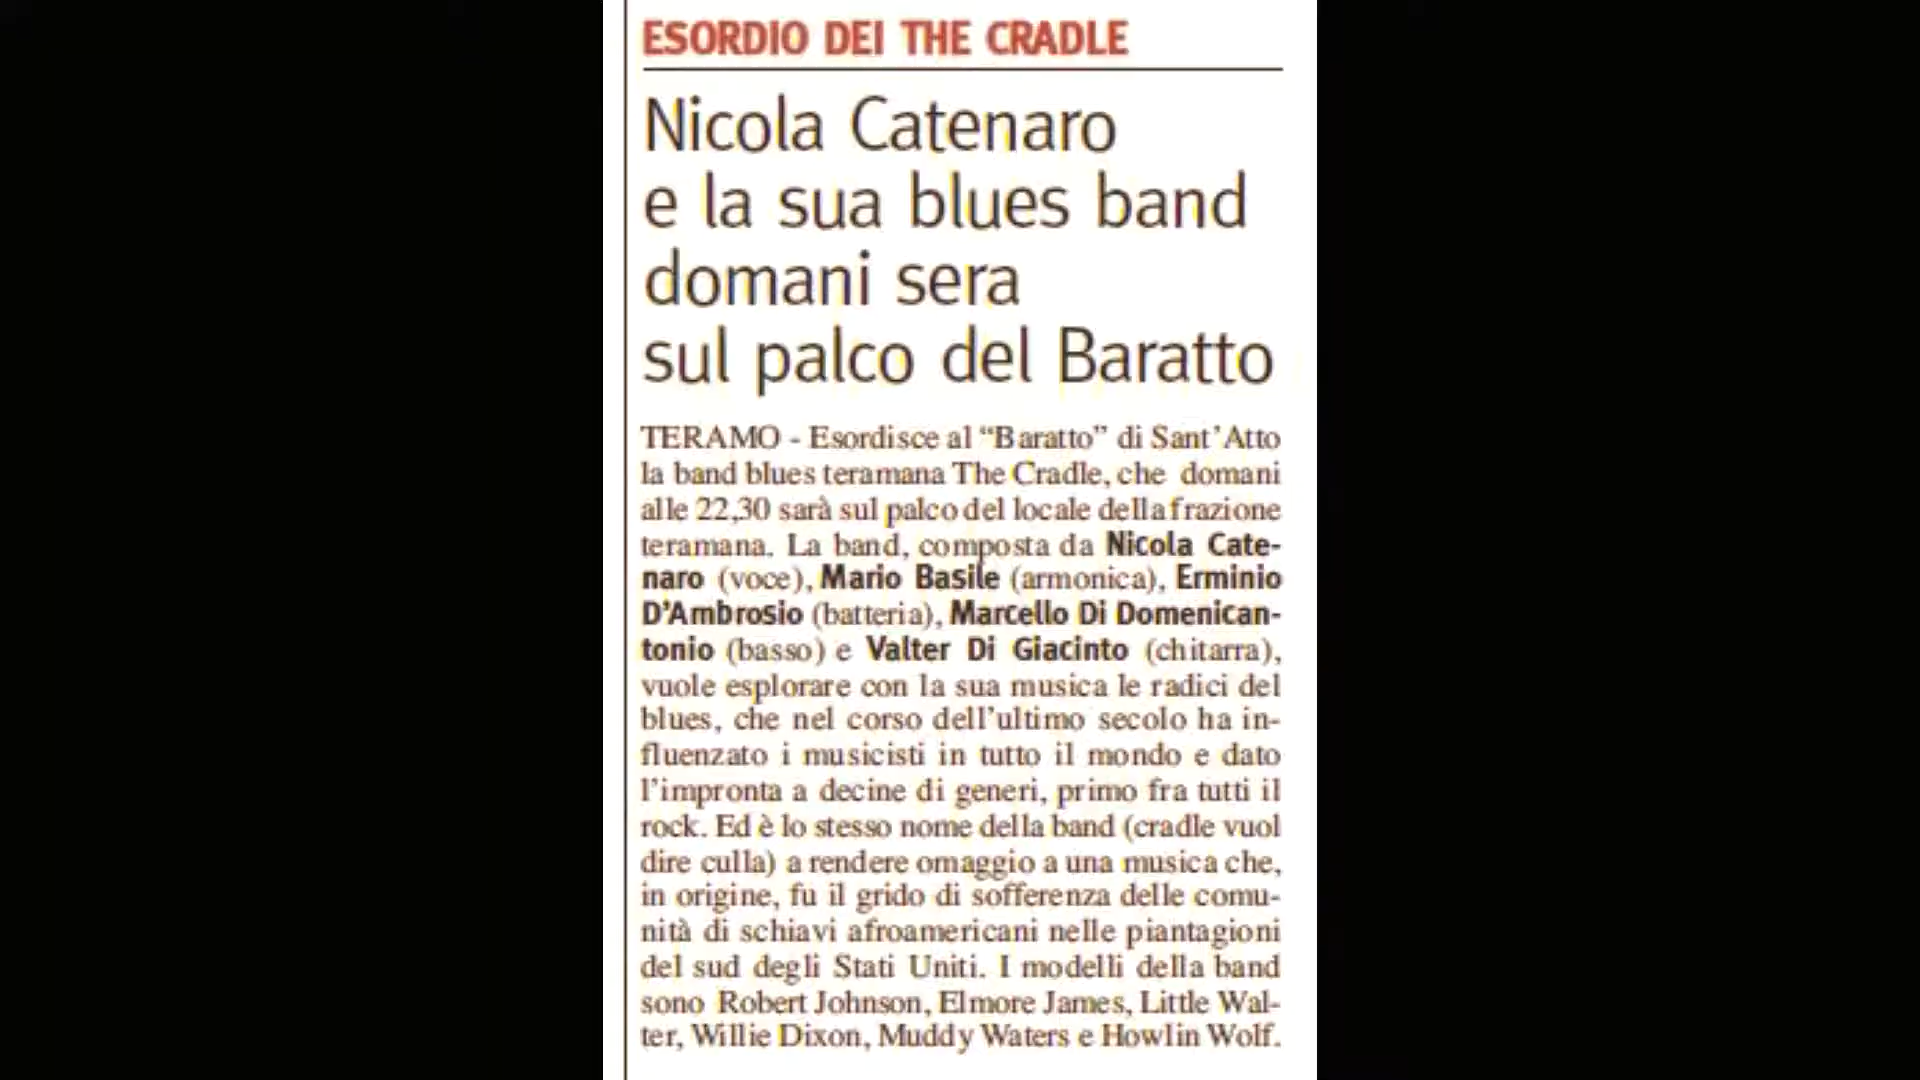 ESORDIO DEI THE CRADLE
Nicola Catenaro
e la sua blues band
domani sera
sul palco del Baratto
TERAMO - Esordisce al “Baratto” di Sant’Atto
la band blues teramana The Cradle, che domani
alle 22,30 sarà sul palco del locale della frazione
teramana. La band, composta da Nicola Cate-
naro (voce), Mario Basile (armonica), Erminio
D’Ambrosio (batteria), Marcello Di Domenican-
tonio (basso) e Valter Di Giacinto (chitarra),
vuole esplorare con la sua musica le radici del
blues, che nel corso dell’ultimo secolo ha in-
fluenzato i musicisti in tutto il mondo e dato
l’impronta a decine di generi, primo fra tutti il
rock. Ed è lo stesso nome della band (cradle vuol
dire culla) a rendere omaggio a una musica che,
in origine, fu il grido di sofferenza delle comu-
nità di schiavi afroamericani nelle piantagioni
del sud degli Stati Uniti. I modelli della band
sono Robert Johnson, Elmore James, Little Wal-
ter, Willie Dixon, Muddy Waters e Howlin Wolf.